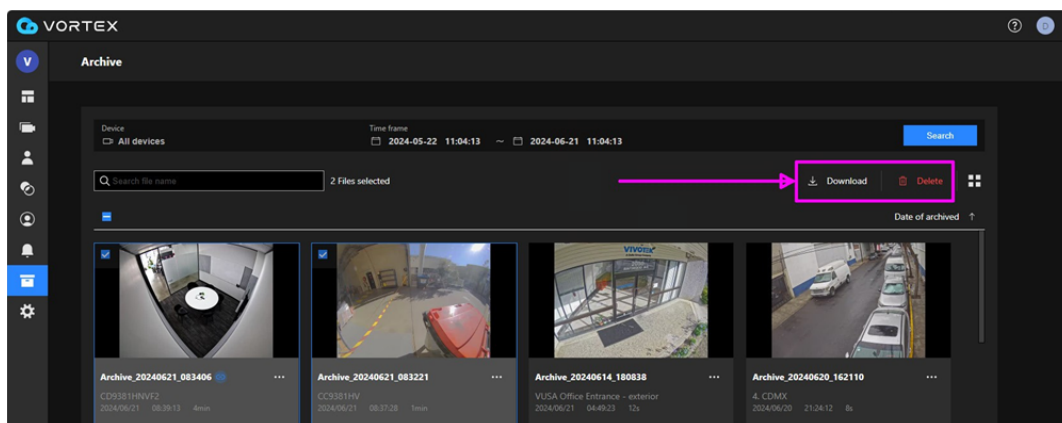 VORTEX
D
V
Archive
Device
Time frame
All devices
2024-05-22 11:04:13 ~ 2024-06-21 11:04:13
Search
Search file name
2 Files selected
Download
Delete
Date of archived
VIVOTEK
Archive_20240621_083406
Archive_20240621_083221
Archive_20240614_180838
Archive_20240620_162110
CD9381HNVF2
CC9381HV
VUSA Office Entrance - exterior
4. CDMX
2024/06/21 08:39:13 4min
2024/06/21 08:37:28 1min
2024/06/21 04:49:23 12s
2024/06/20 21:24:12 8s